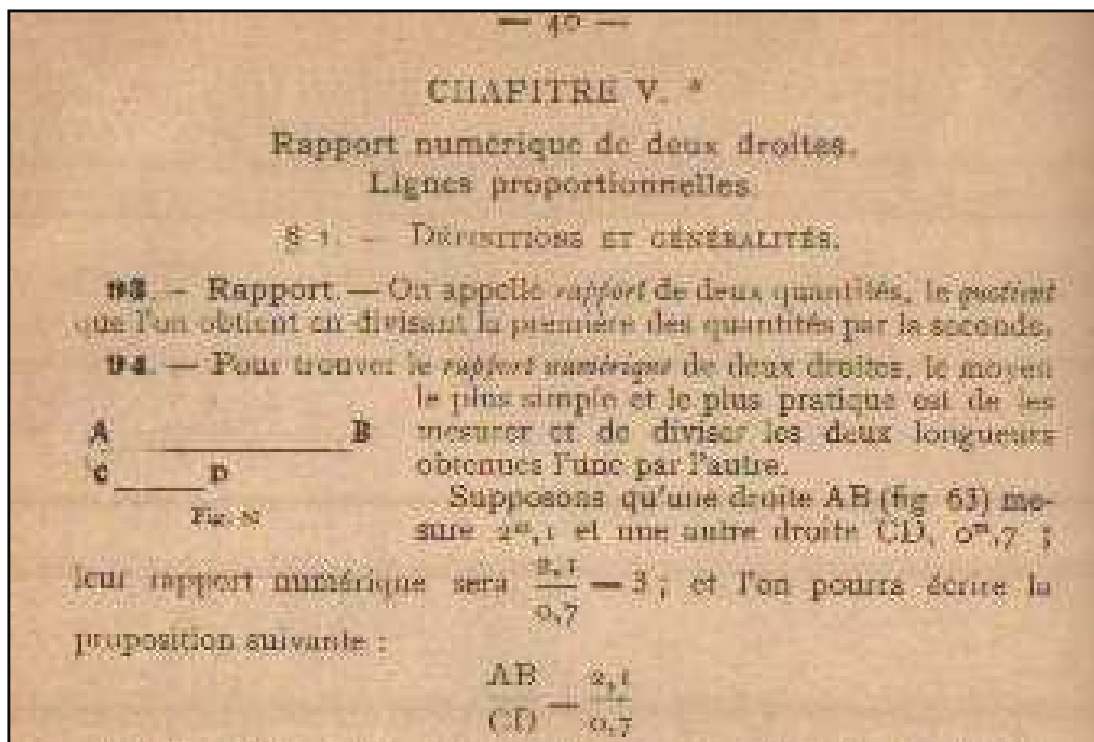 — 40 —
CHAPITRE V. *
Rapport numérique de deux droites.
Lignes proportionnelles
§ 1. — DÉFINITIONS ET GÉNÉRALITÉS.
93. — Rapport. — On appelle rapport de deux quantités, le quotient
que l'on obtient en divisant la première des quantités par la seconde.
94. — Pour trouver le rapport numérique de deux droites, le moyen
le plus simple et le plus pratique est de les
A B mesurer et de diviser les deux longueurs
C D obtenues l'une par l'autre.
Fig.
Supposons qu'une droite AB (fig 63) me-
sure 2m,1 et une autre droite CD, 0m,7 ;
leur rapport numérique sera 2,1/0,7 = 3 ; et l'on pourra écrire la
proposition suivante :
AB/CD = 2,1/0,7